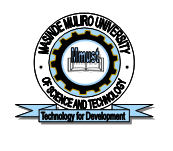 MASINDE MULIRO UNIVERSITY
Mmust
OF SCIENCE AND TECHNOLOGY
Technology for Development